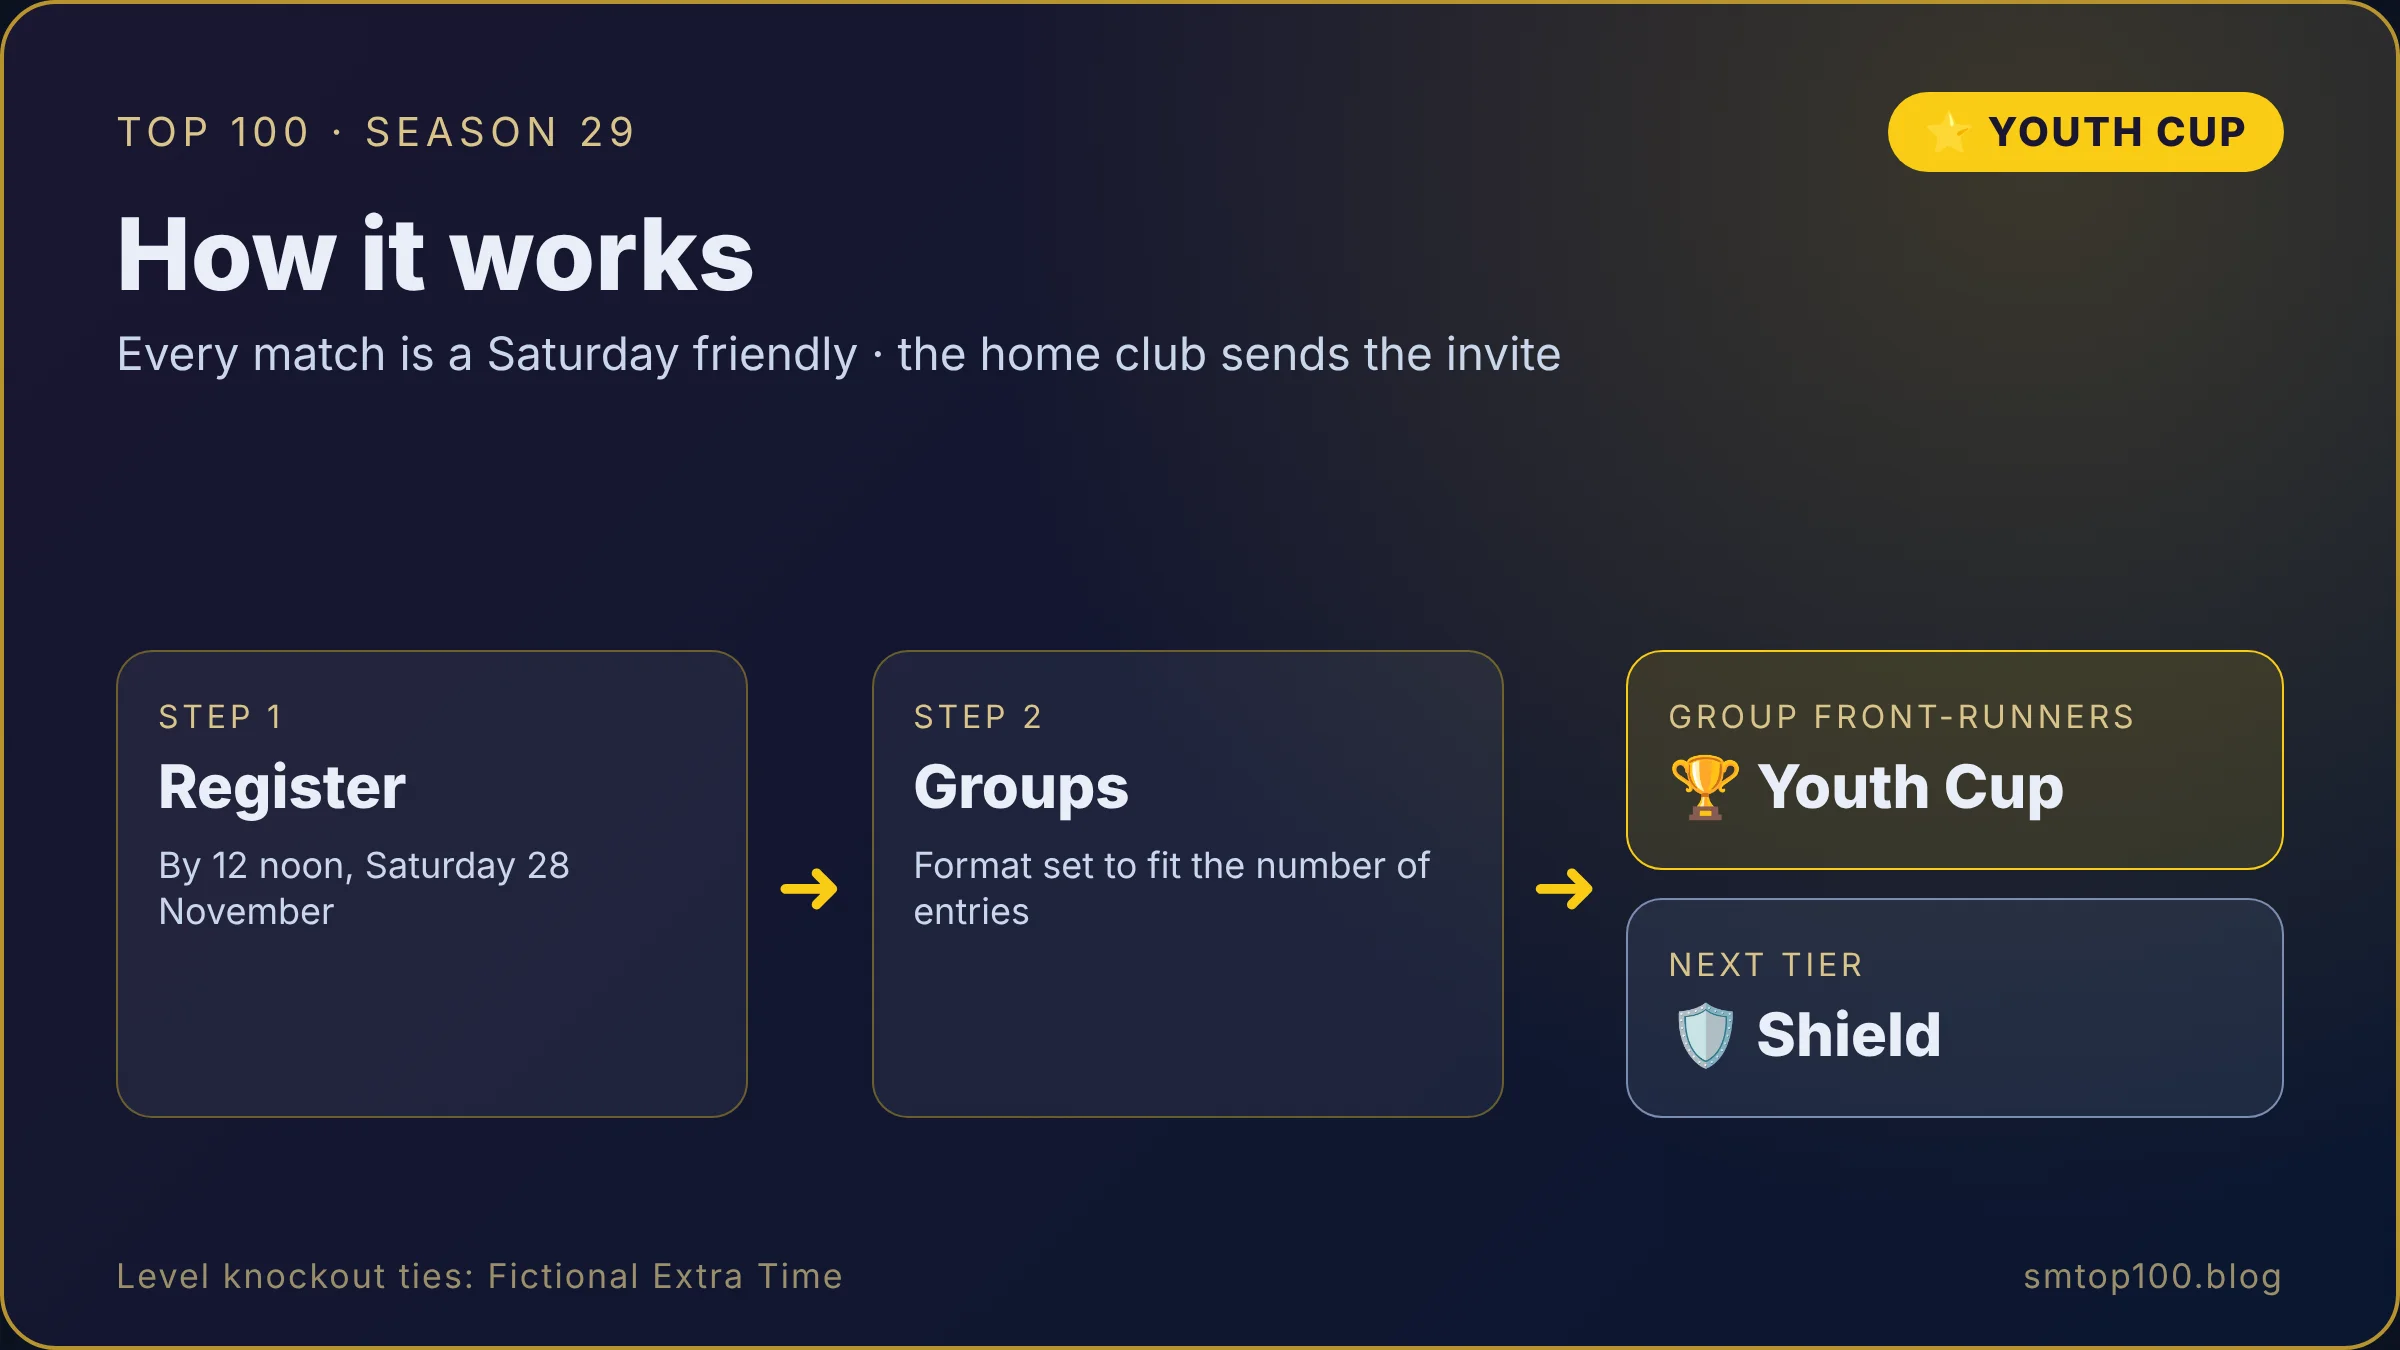 TOP 100 · SEASON 29
⭐ YOUTH CUP
How it works
Every match is a Saturday friendly · the home club sends the invite
STEP 1
Register
By 12 noon, Saturday 28
November
➜
STEP 2
Groups
Format set to fit the number of
entries
➜
GROUP FRONT-RUNNERS
🏆 Youth Cup
NEXT TIER
🛡️ Shield
Level knockout ties: Fictional Extra Time
smtop100.blog